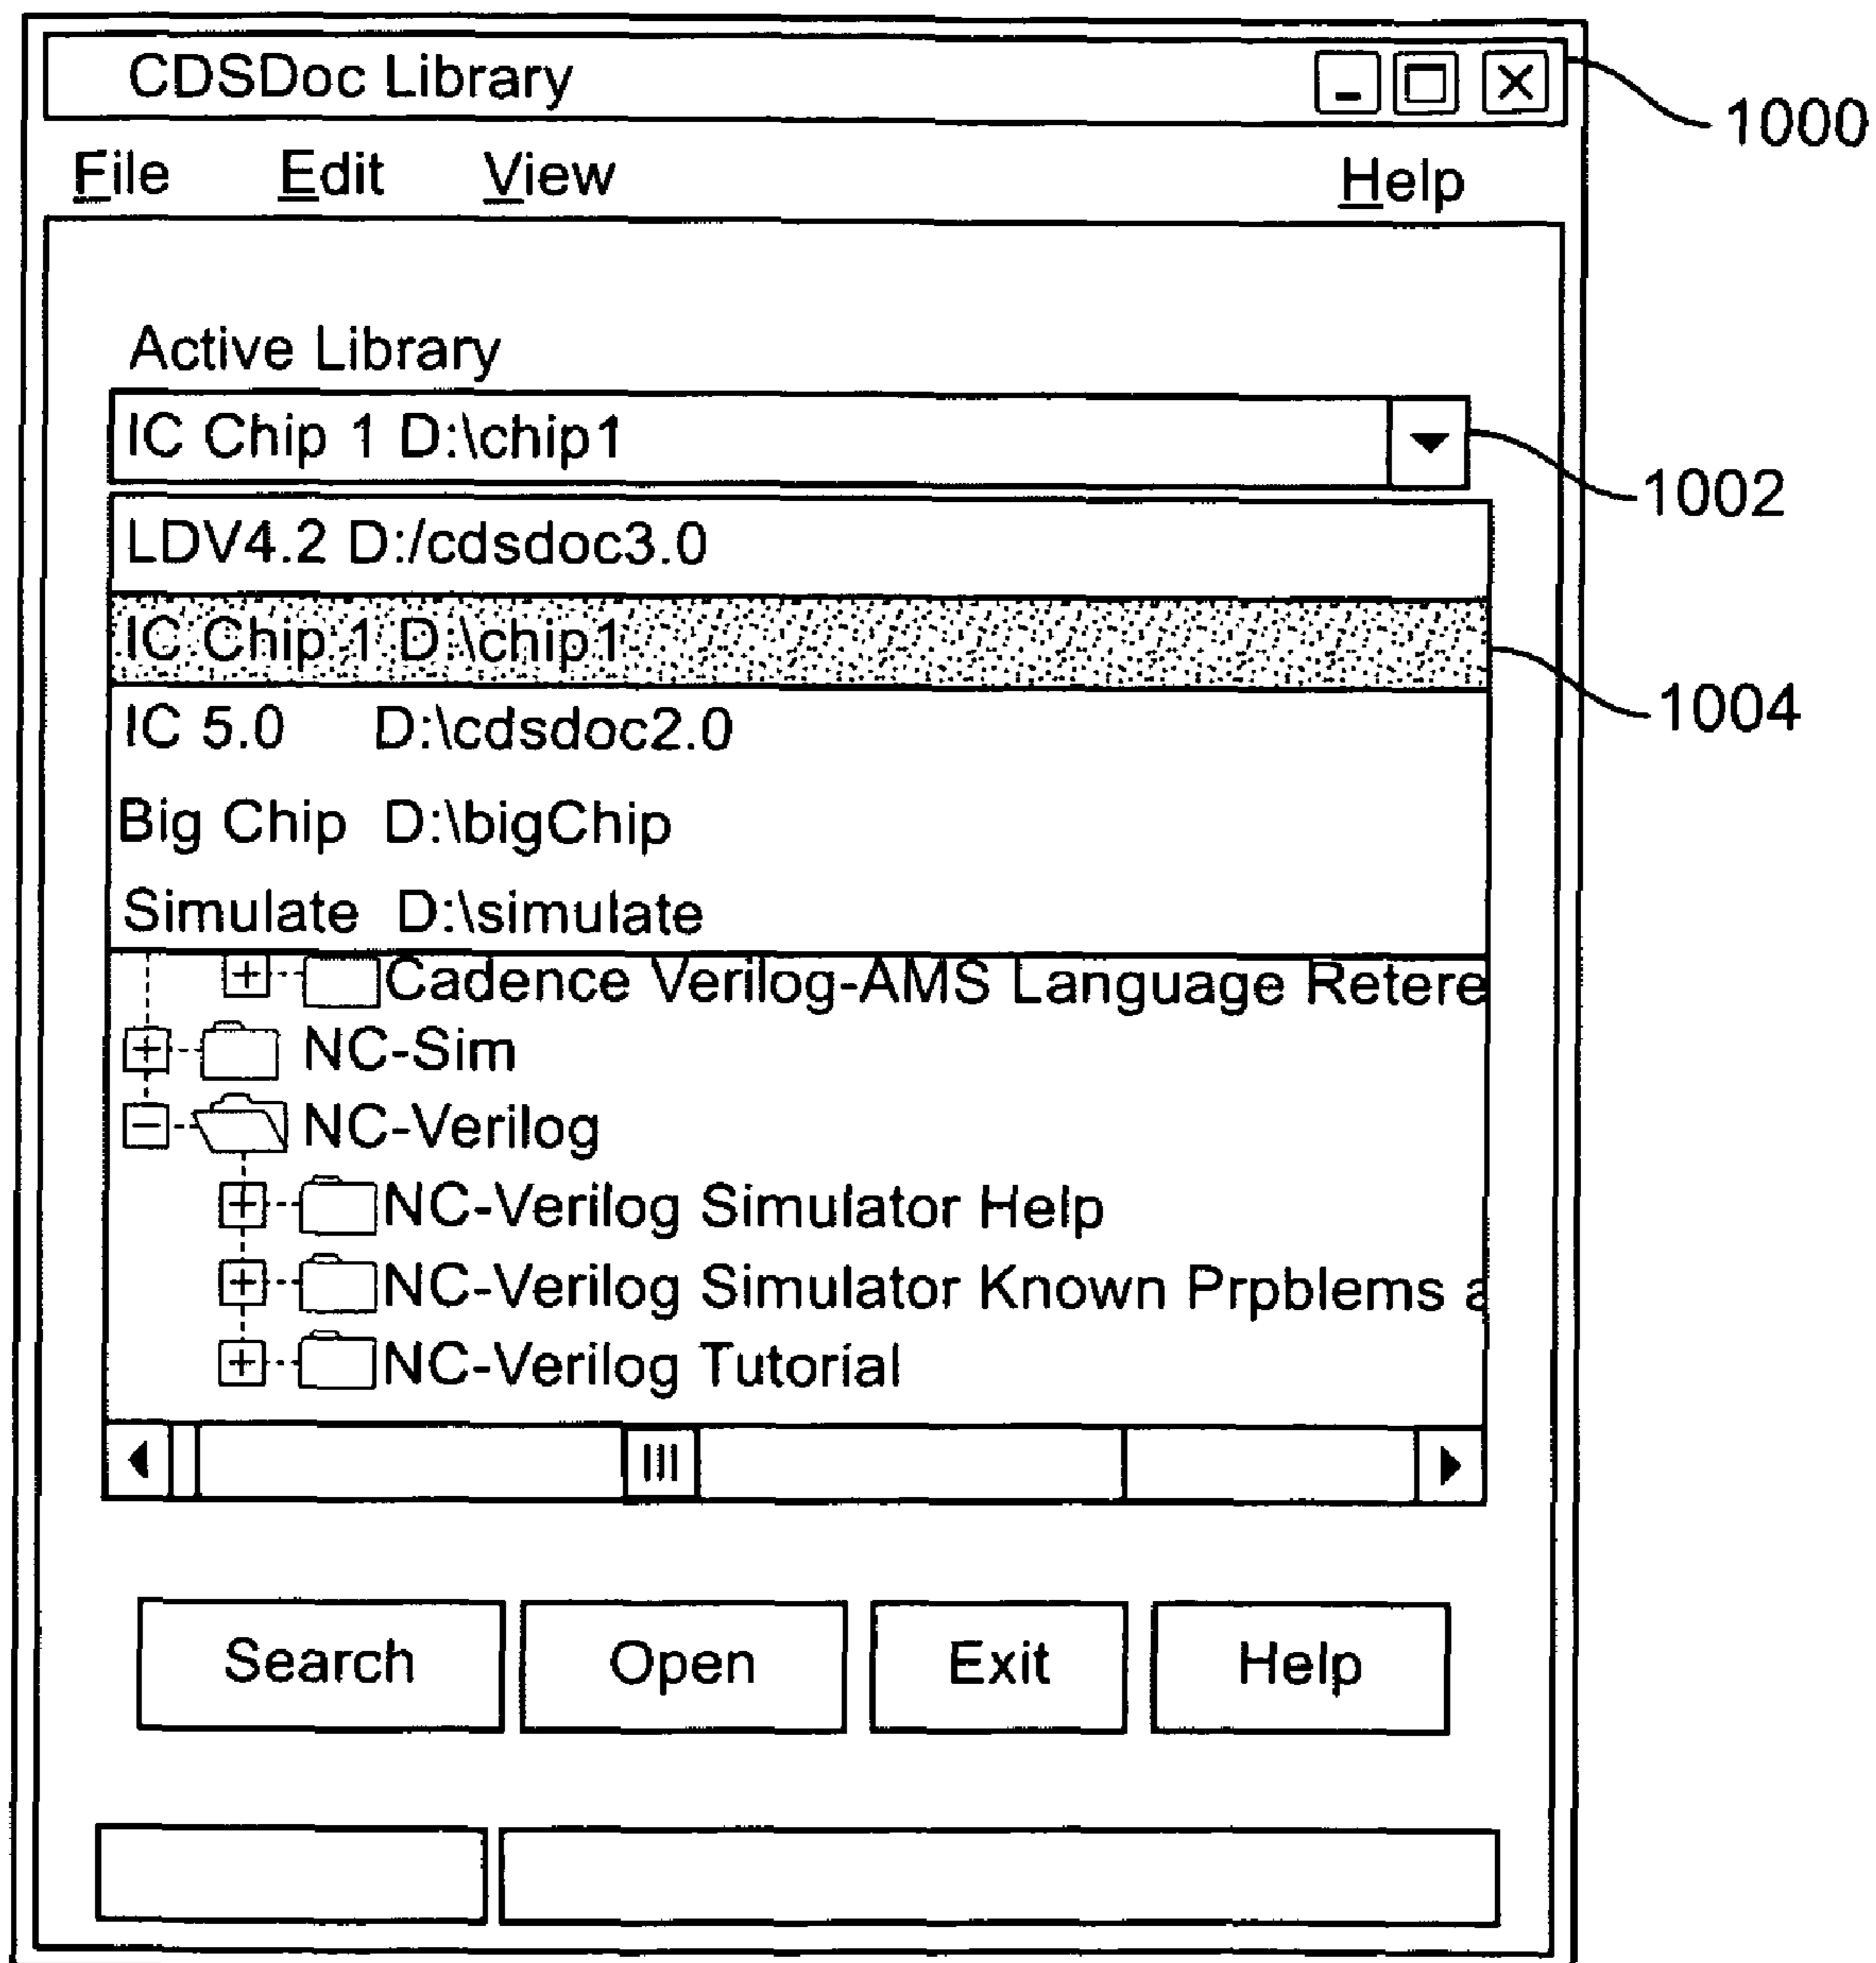 CDSDoc Library
1000
File Edit View Help
Active Library
IC Chip 1 D:\chip1
1002
LDV4.2 D:/cdsdoc3.0
IC Chip 1 D:\chip1
1004
IC 5.0 D:\cdsdoc2.0
Big Chip D:\bigChip
Simulate D:\simulate
Cadence Verilog-AMS Language Retere
NC-Sim
NC-Verilog
NC-Verilog Simulator Help
NC-Verilog Simulator Known Prpblems a
NC-Verilog Tutorial
Search Open Exit Help